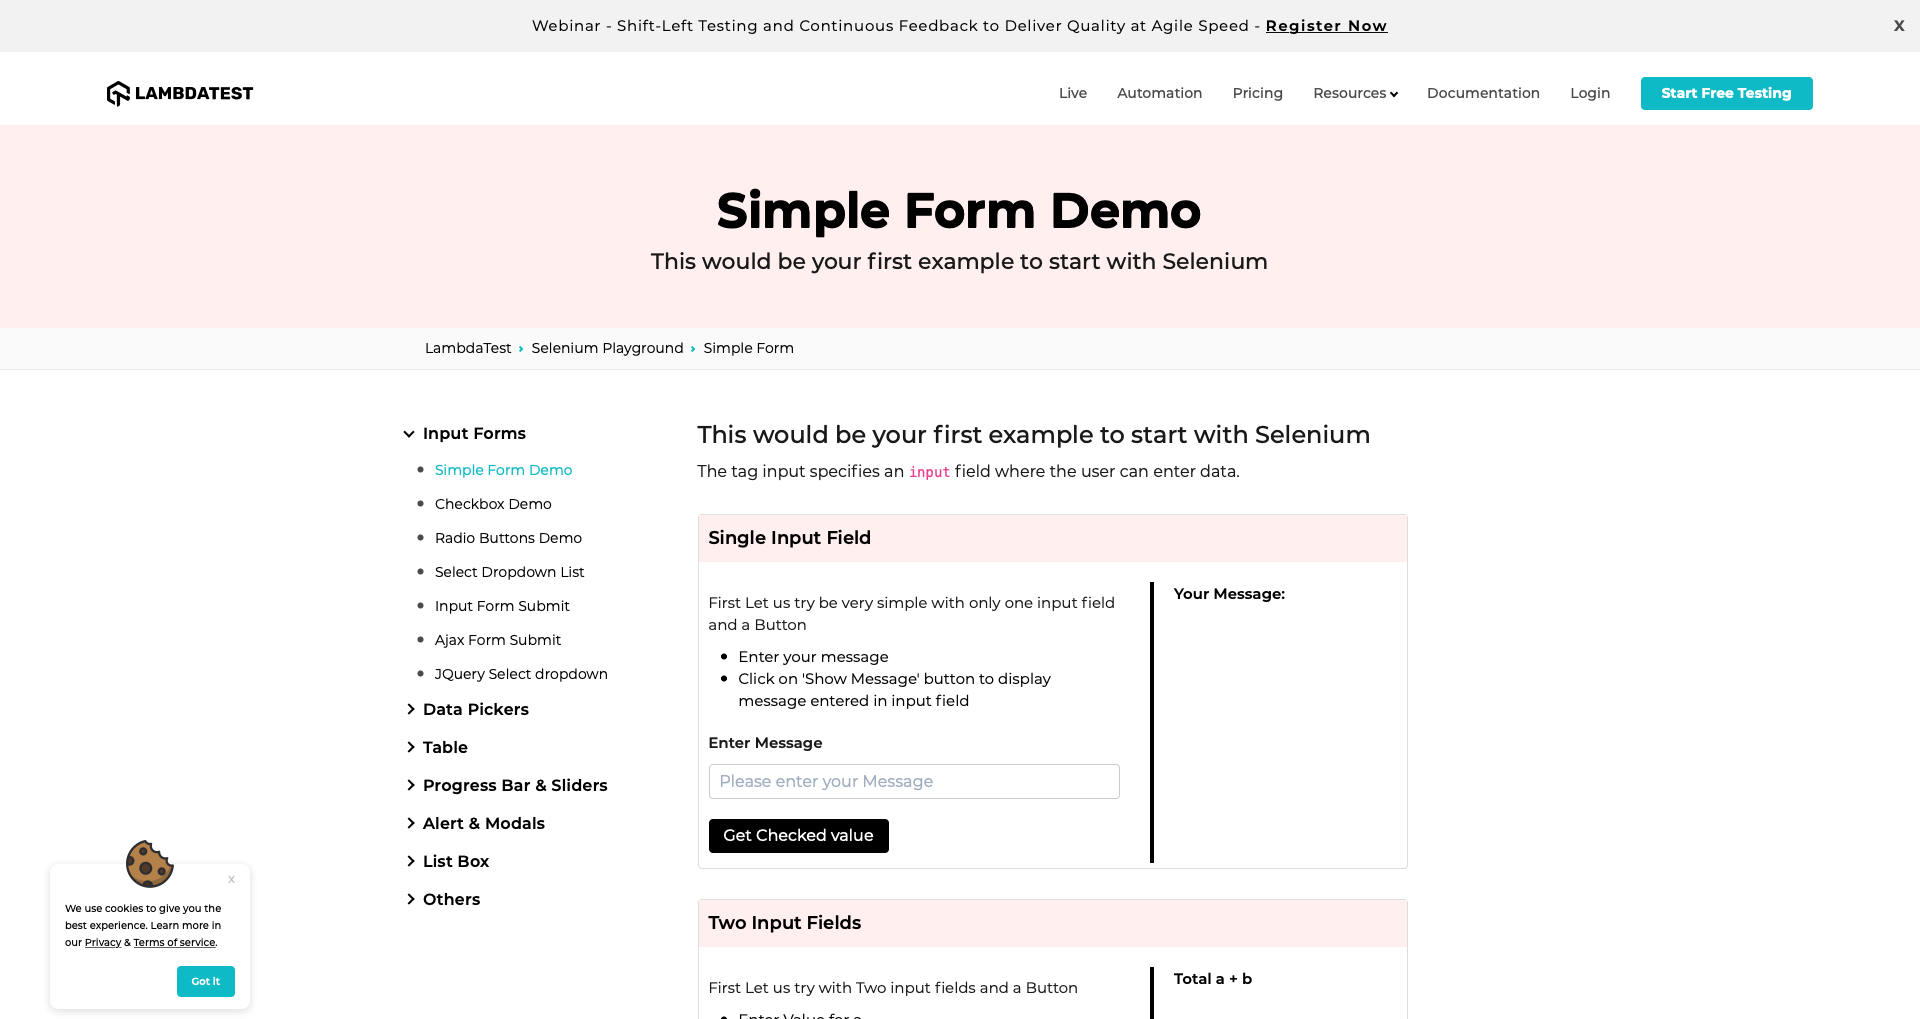 Webinar - Shift-Left Testing and Continuous Feedback to Deliver Quality at Agile Speed - Register Now
X
LAMBDATEST
Live
Automation
Pricing
Resources
Documentation
Login
Start Free Testing
Simple Form Demo
This would be your first example to start with Selenium
LambdaTest › Selenium Playground › Simple Form
Input Forms
Simple Form Demo
Checkbox Demo
Radio Buttons Demo
Select Dropdown List
Input Form Submit
Ajax Form Submit
JQuery Select dropdown
Data Pickers
Table
Progress Bar & Sliders
Alert & Modals
List Box
Others
This would be your first example to start with Selenium
The tag input specifies an input field where the user can enter data.
Single Input Field
First Let us try be very simple with only one input field
and a Button
Enter your message
Click on 'Show Message' button to display
message entered in input field
Enter Message
Please enter your Message
Get Checked value
Your Message:
Two Input Fields
First Let us try with Two input fields and a Button
Enter Value for a
Total a + b
x
We use cookies to give you the
best experience. Learn more in
our Privacy & Terms of service.
Got it